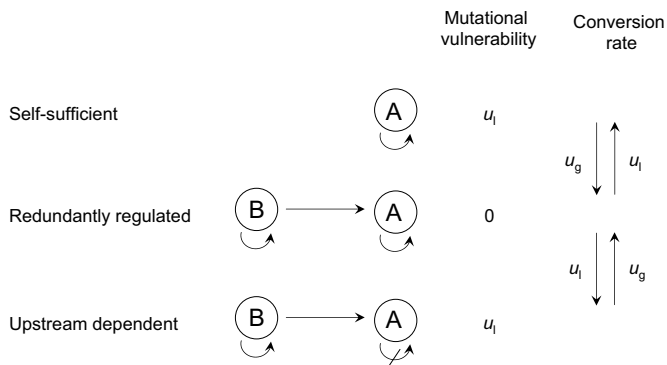 Mutational vulnerability
Conversion rate
Self-sufficient
A
u_l
u_g
u_l
Redundantly regulated
B
A
0
u_l
u_g
Upstream dependent
B
A
u_l